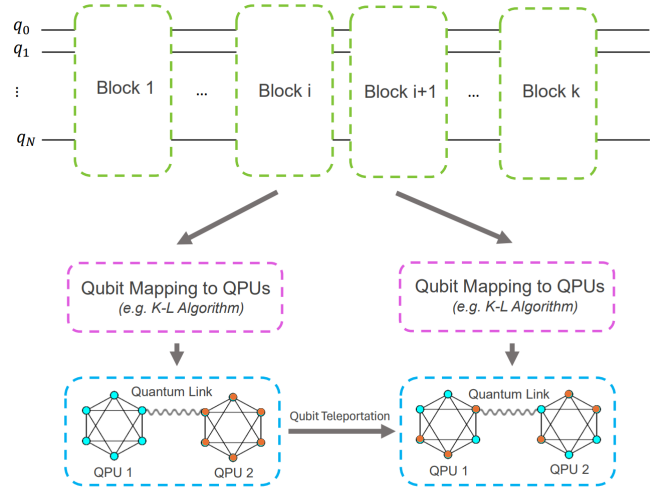 q0
q1
⋮
qN
Block 1
...
Block i
Block i+1
...
Block k
Qubit Mapping to QPUs
(e.g. K-L Algorithm)
Qubit Mapping to QPUs
(e.g. K-L Algorithm)
Quantum Link
QPU 1
QPU 2
Qubit Teleportation
Quantum Link
QPU 1
QPU 2